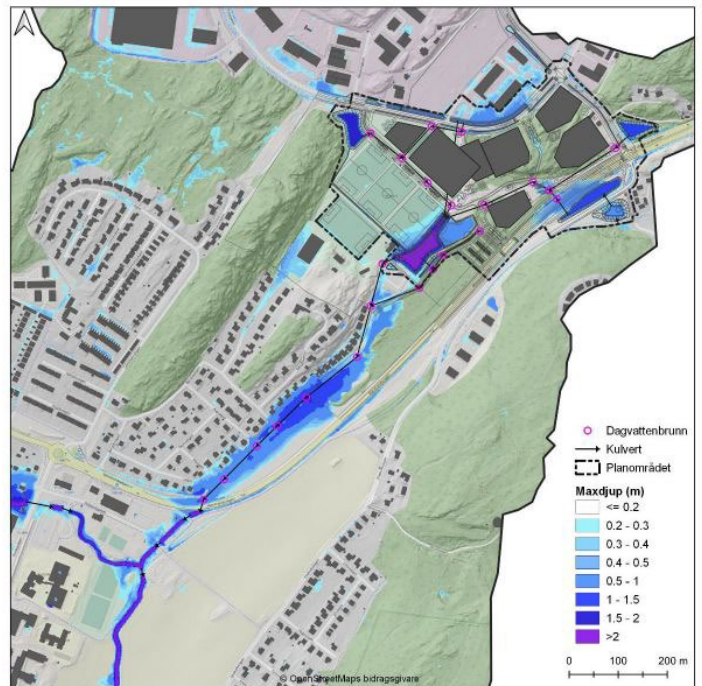 Dagvattenbrunn
Kulvert
Planområdet
Maxdjup (m)
<= 0.2
0.2 - 0.3
0.3 - 0.4
0.4 - 0.5
0.5 - 1
1 - 1.5
1.5 - 2
>2
0 100 200 m
© OpenStreetMaps bidragsgivare